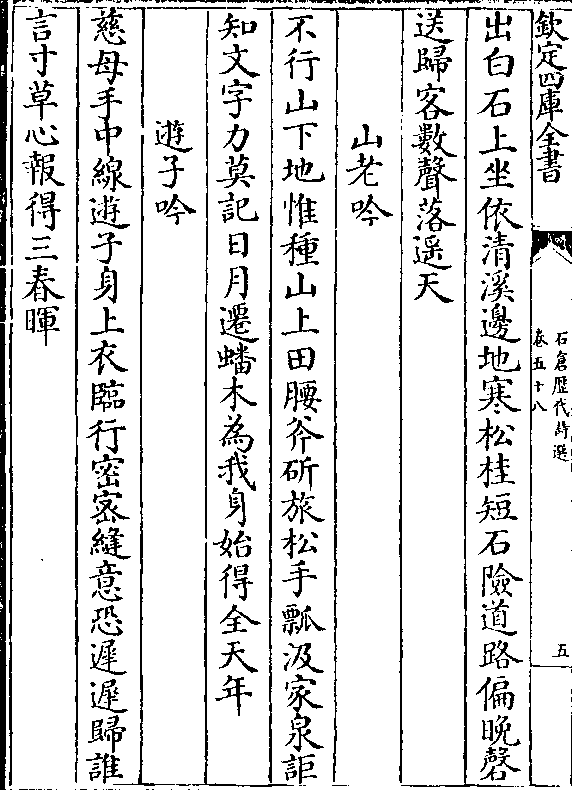 欽定四庫全書
石倉歷代詩選
卷五十八
五
出白石上坐依清溪邊地寒松桂短石險道路偏晚磬
送歸客數聲落遥天
山老吟
不行山下地惟種山上田腰斧斫旅松手瓢汲家泉詎
知文字力莫記日月遷蟠木為我身始得全天年
遊子吟
慈母手中線遊子身上衣臨行密密縫意恐遲遲歸誰
言寸草心報得三春暉